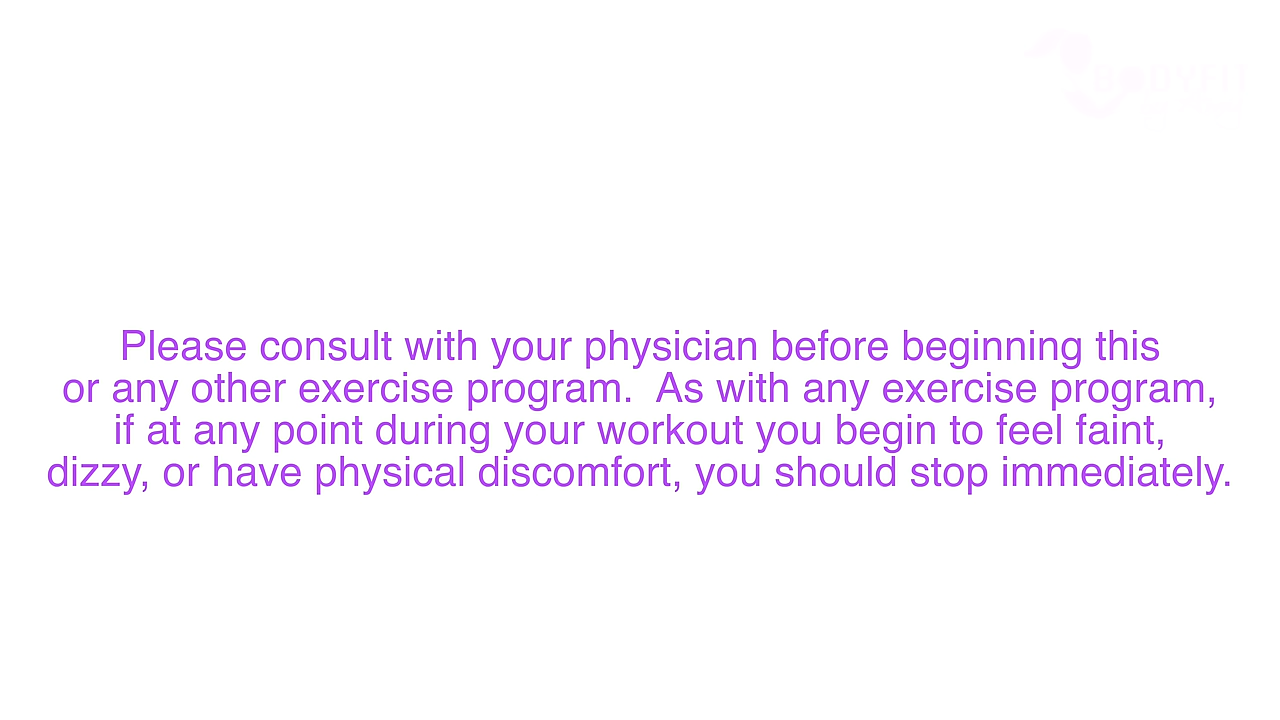 Please consult with your physician before beginning this
or any other exercise program.  As with any exercise program,
if at any point during your workout you begin to feel faint,
dizzy, or have physical discomfort, you should stop immediately.